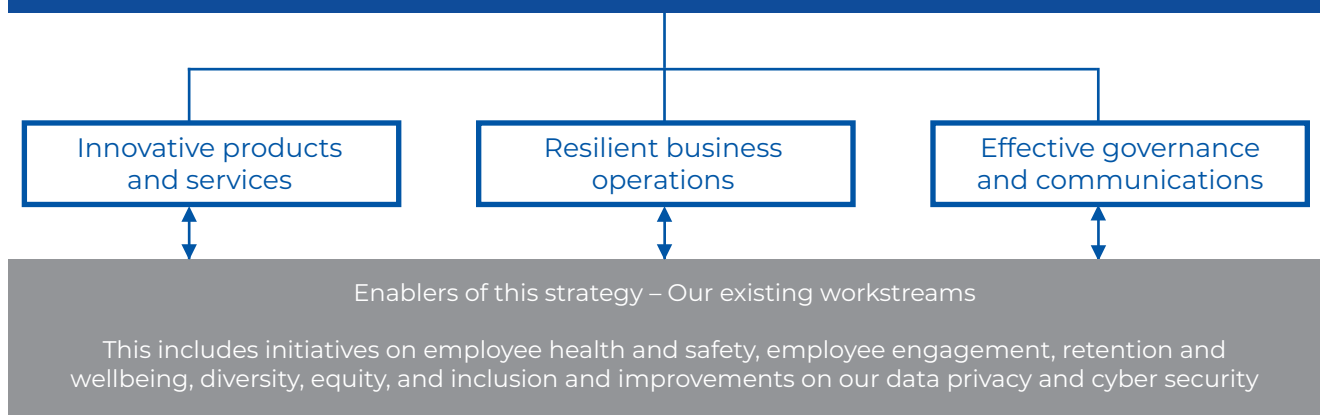 Innovative products
and services
Resilient business
operations
Effective governance
and communications
Enablers of this strategy – Our existing workstreams
This includes initiatives on employee health and safety, employee engagement, retention and
wellbeing, diversity, equity, and inclusion and improvements on our data privacy and cyber security